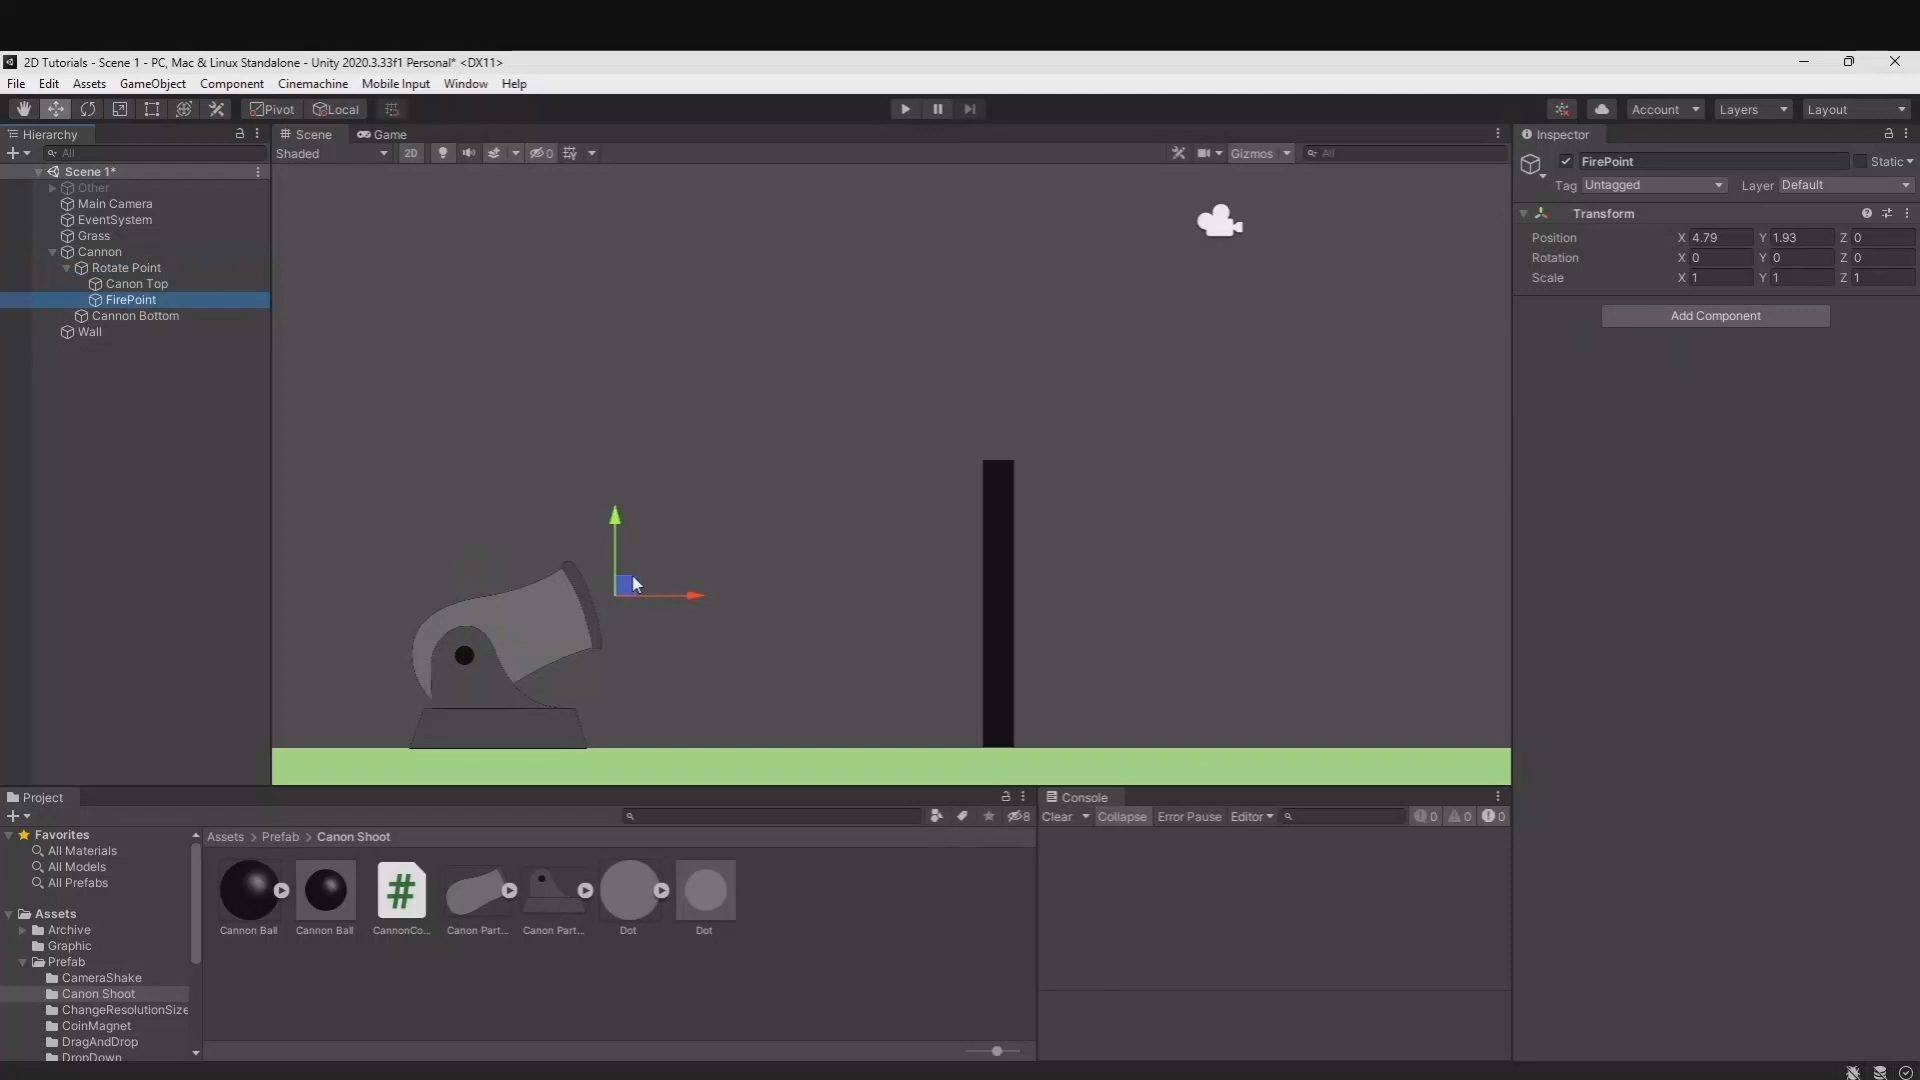 2D Tutorials - Scene 1 - PC, Mac & Linux Standalone - Unity 2020.3.33f1 Personal* <DX11>
File Edit Assets GameObject Component Cinemachine Mobile Input Window Help
Pivot Local Account Layers Layout
Hierarchy
All
Scene 1*
Other
Main Camera
EventSystem
Grass
Cannon
Rotate Point
Canon Top
FirePoint
Cannon Bottom
Wall
Scene Game
Shaded 2D 0 Gizmos All
Inspector
FirePoint Static
Tag Untagged Layer Default
Transform
Position X 4.79 Y 1.93 Z 0
Rotation X 0 Y 0 Z 0
Scale X 1 Y 1 Z 1
Add Component
Project
8
Favorites
All Materials
All Models
All Prefabs
Assets
Archive
Graphic
Prefab
CameraShake
Canon Shoot
ChangeResolutionSize
CoinMagnet
DragAndDrop
DropDown
Assets > Prefab > Canon Shoot
Cannon Ball Cannon Ball CannonCo... Canon Part... Canon Part... Dot Dot
Console
Clear Collapse Error Pause Editor 0 0 0